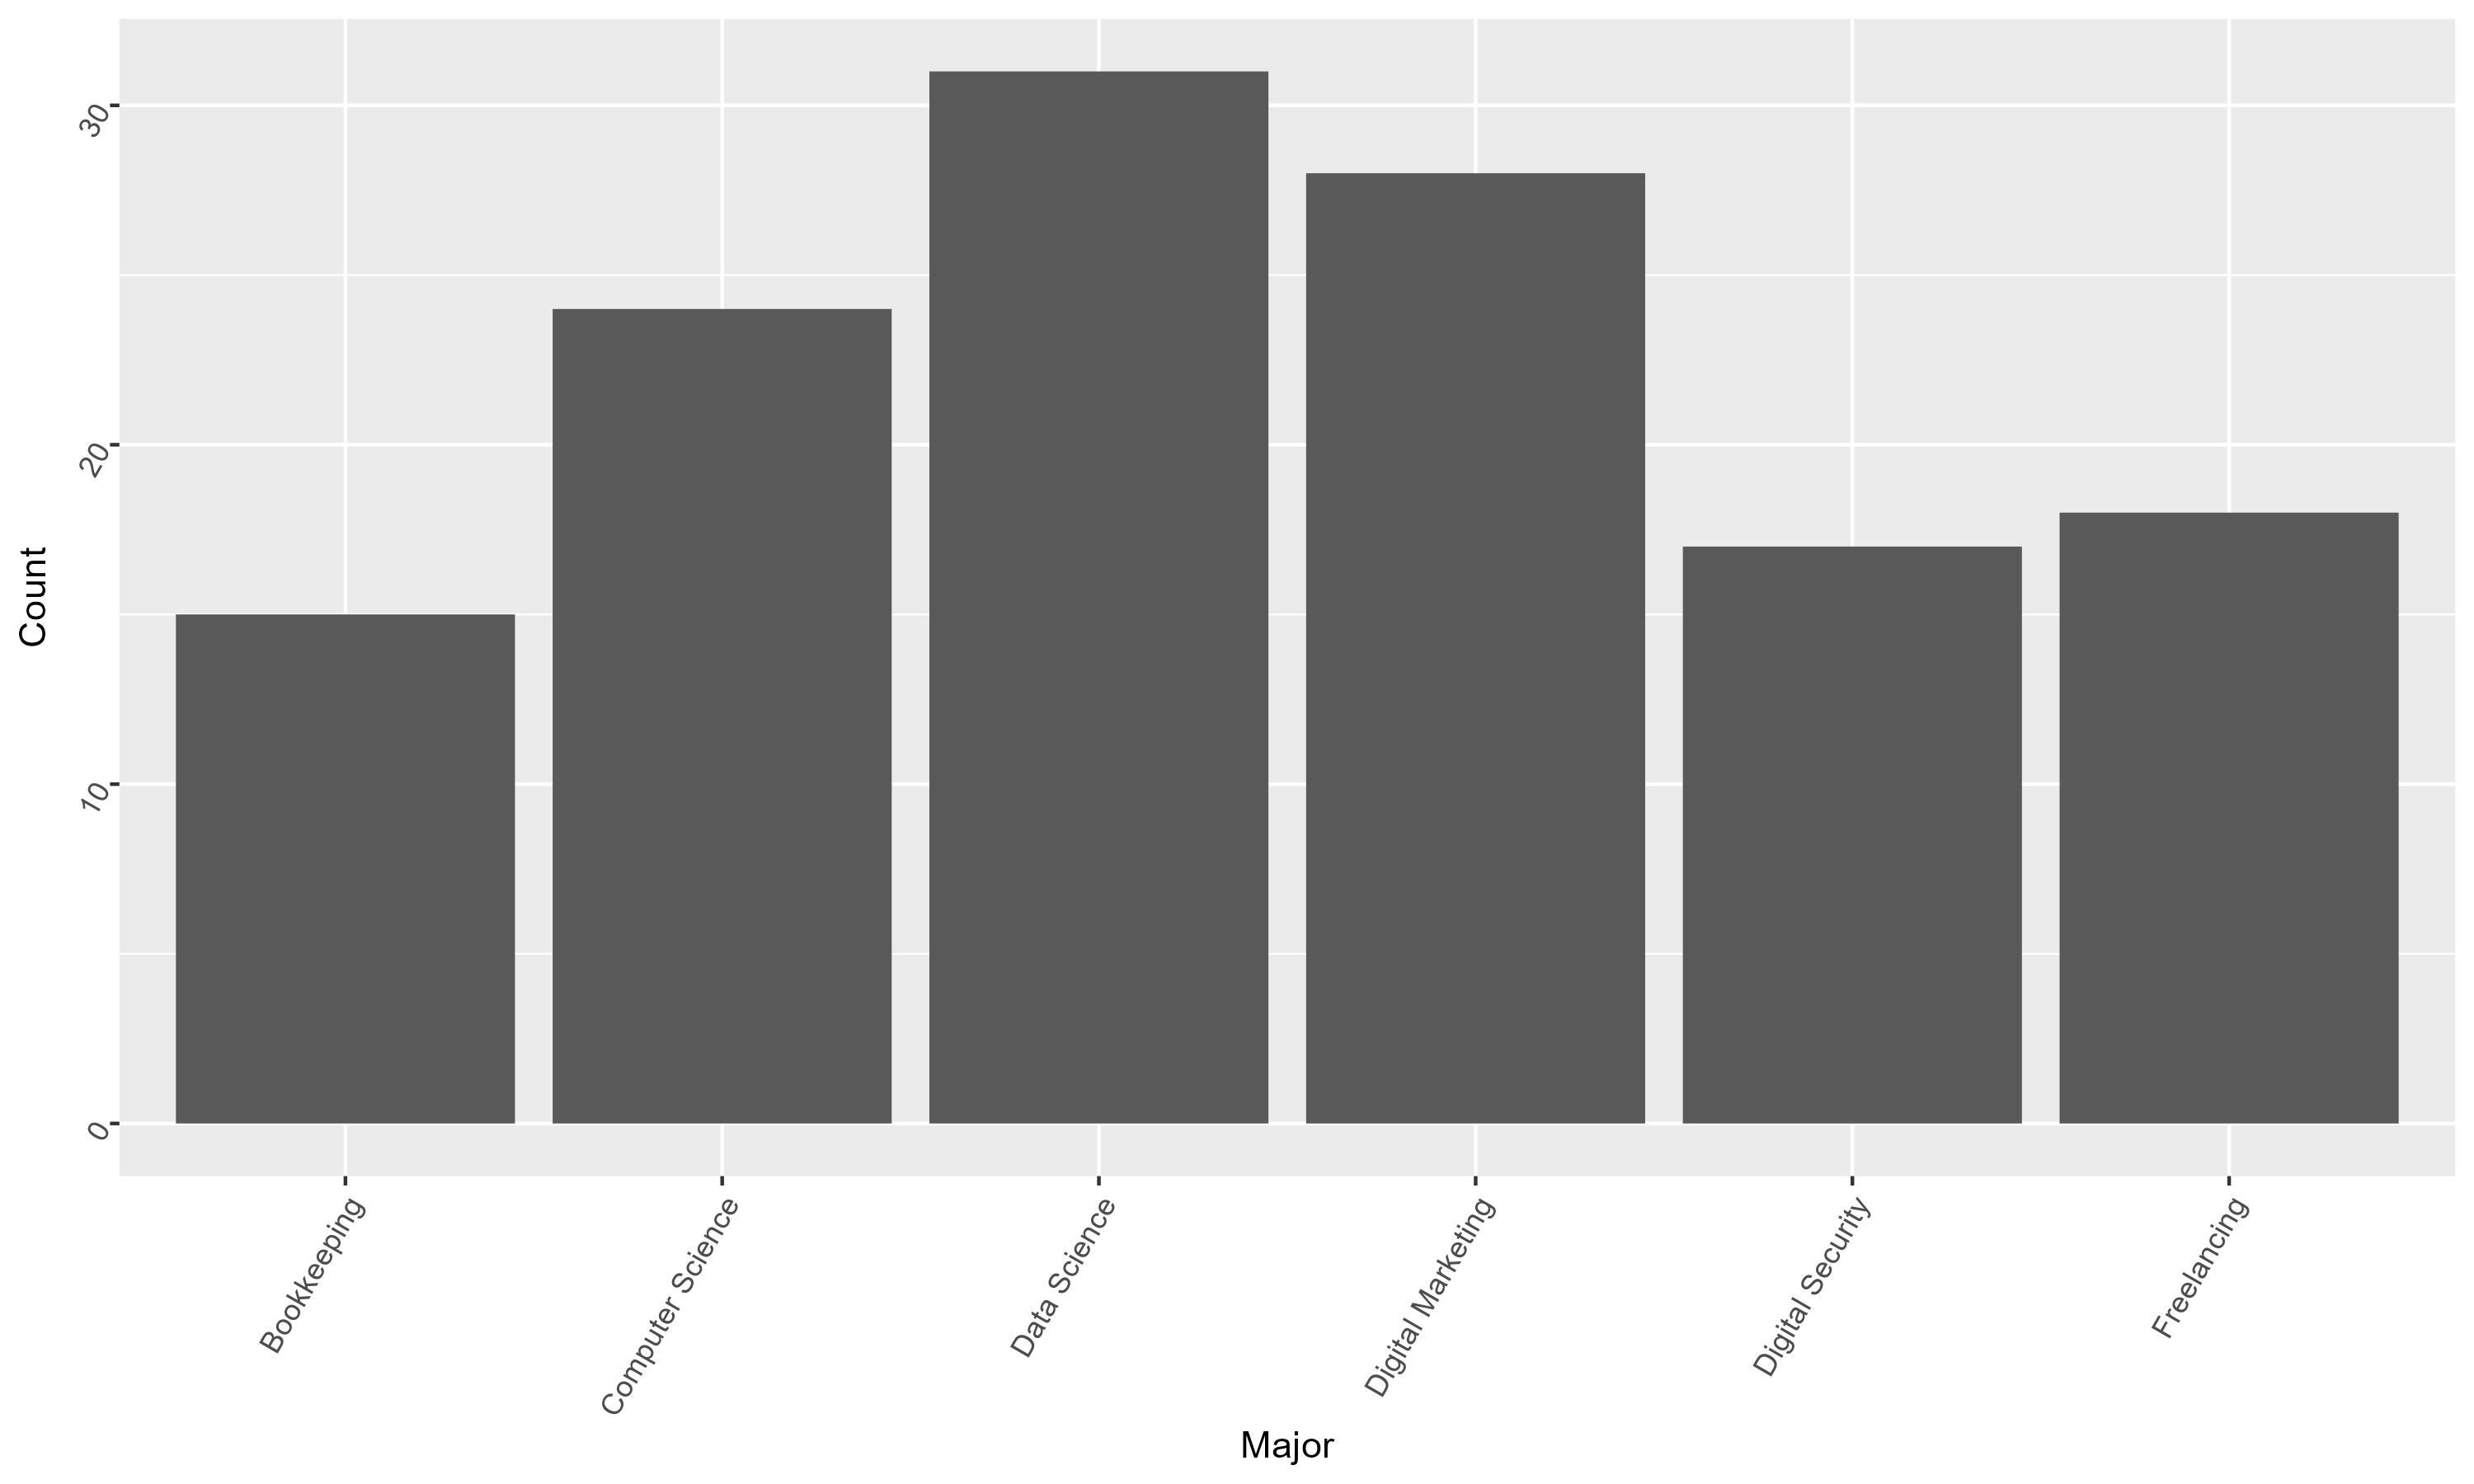 30
20
10
0
Count
Bookkeeping
Computer Science
Data Science
Digital Marketing
Digital Security
Freelancing
Major